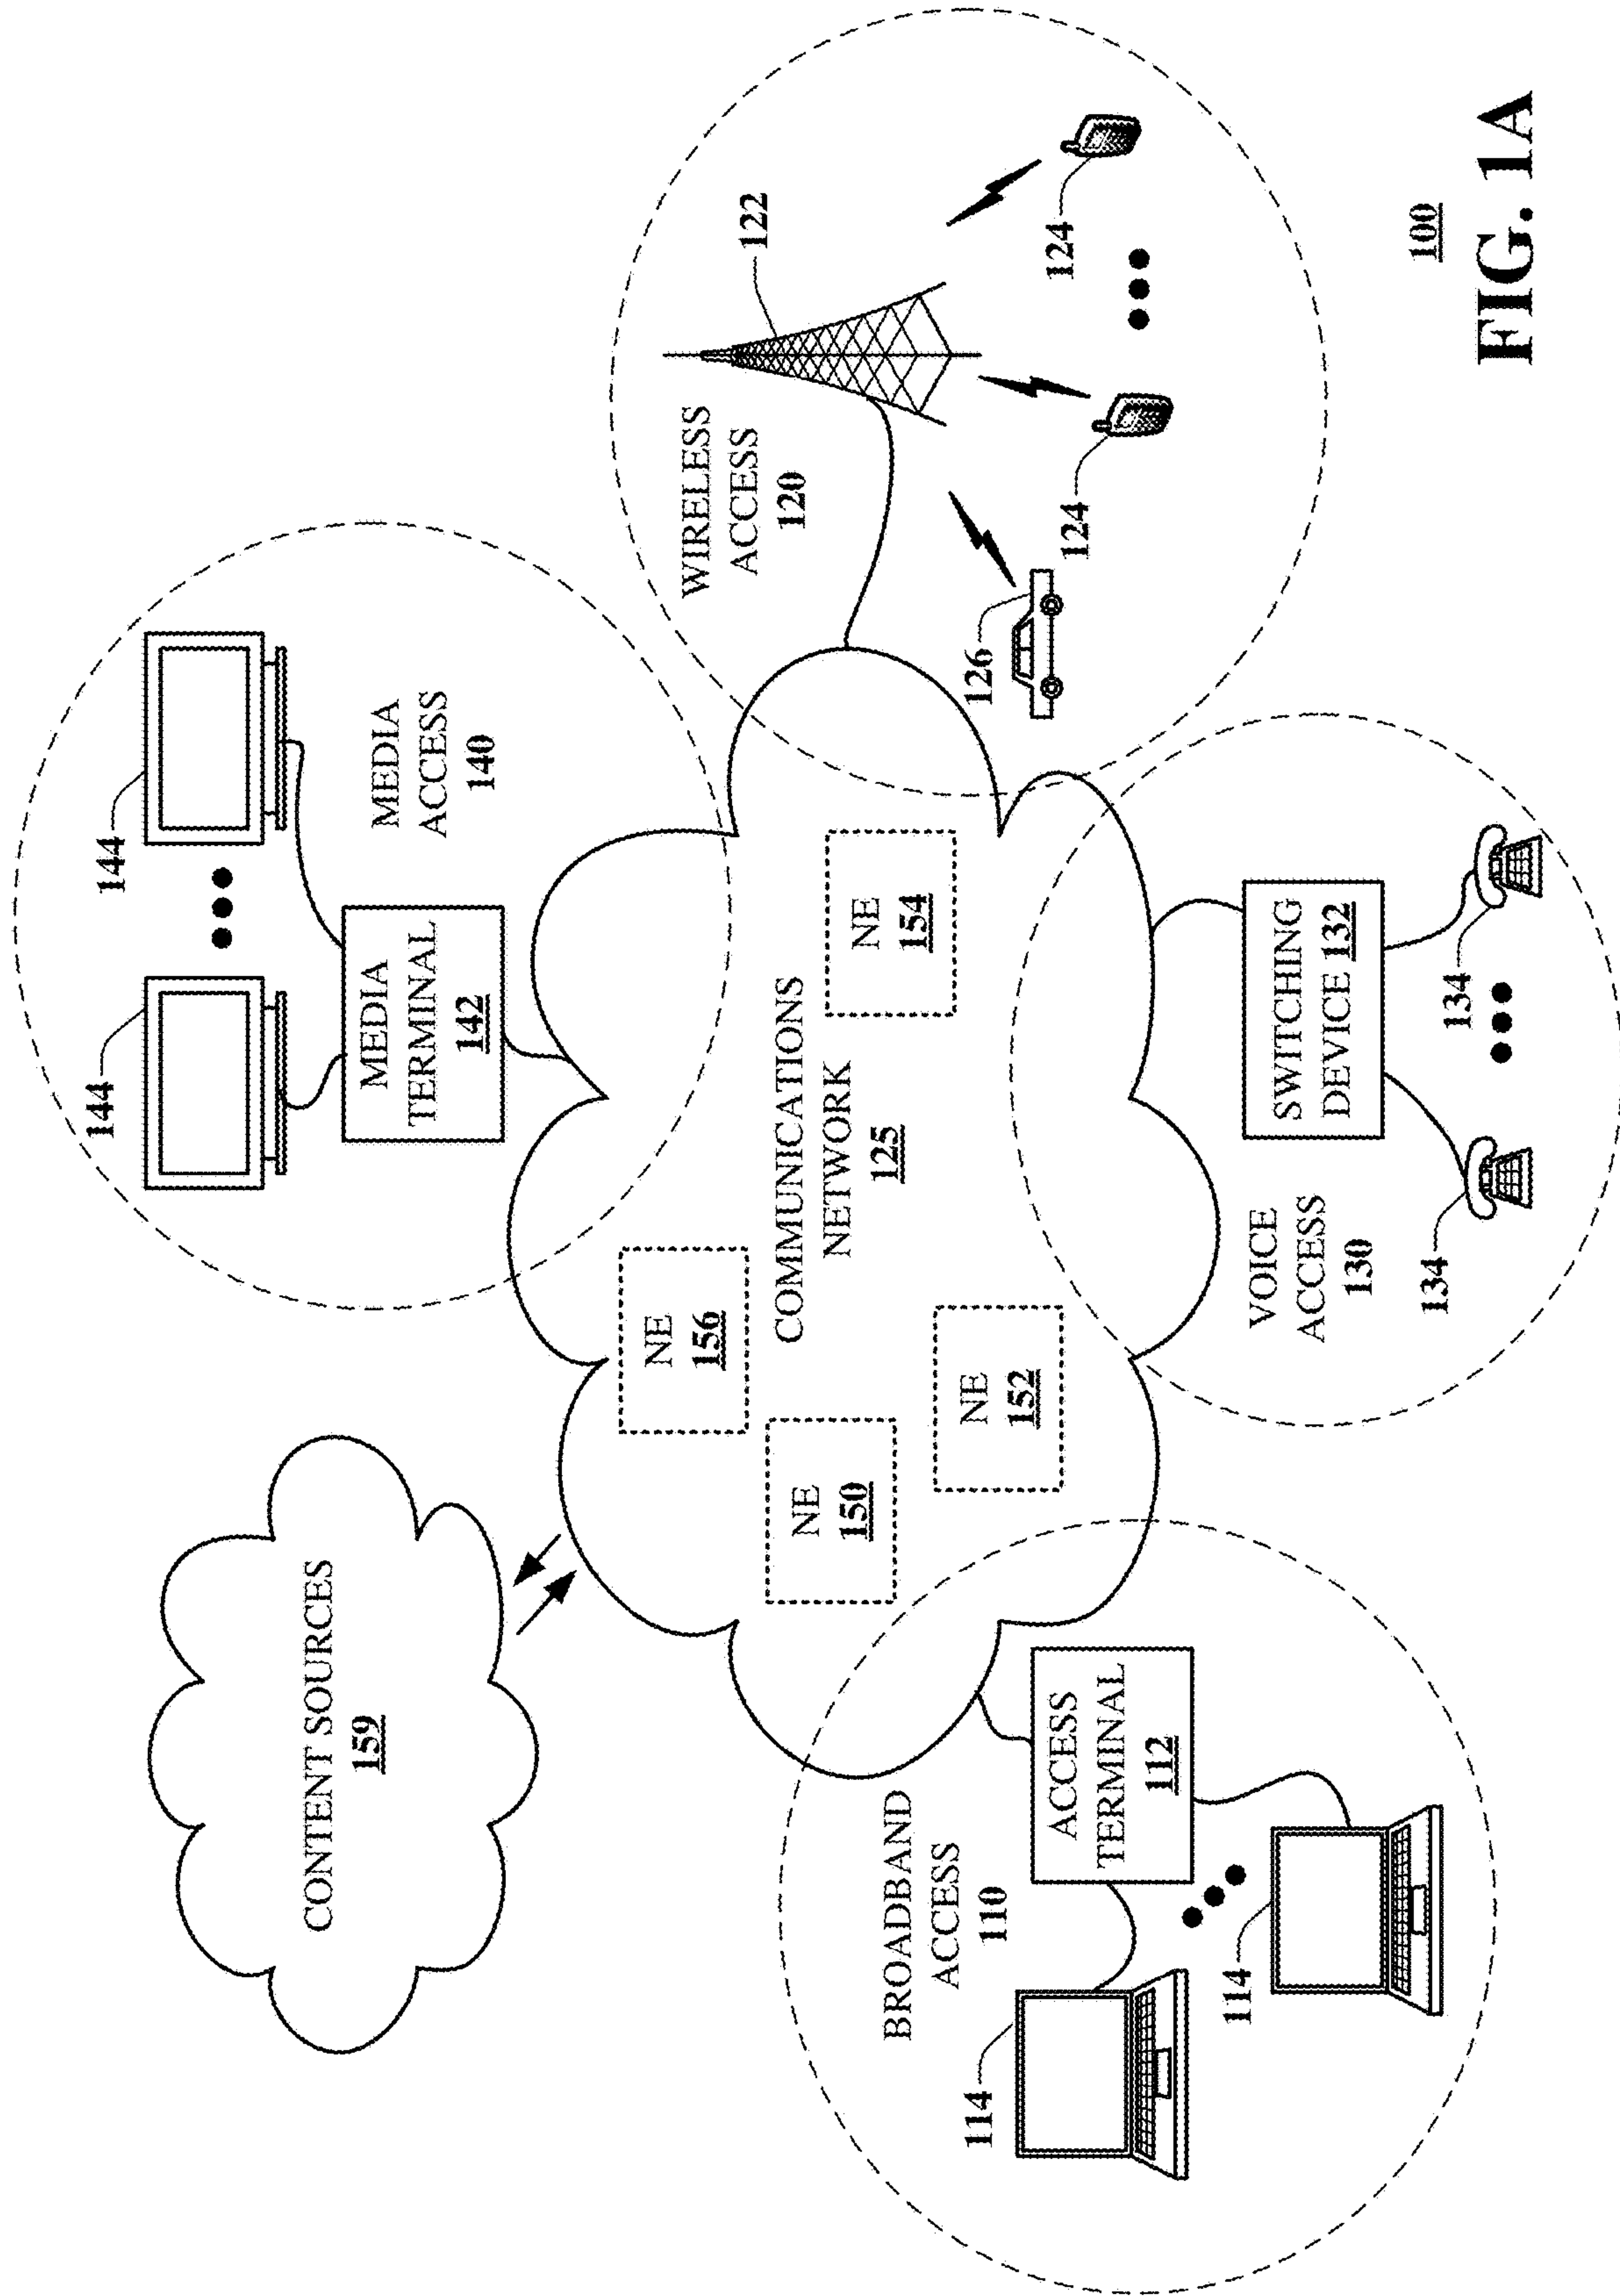 CONTENT SOURCES
159
144
144
MEDIA
TERMINAL
142
MEDIA
ACCESS
140
WIRELESS
ACCESS
120
122
NE
156
NE
150
COMMUNICATIONS
NETWORK
125
NE
154
NE
152
BROADBAND
ACCESS
110
ACCESS
TERMINAL
112
114
114
126
124
124
VOICE
ACCESS
130
SWITCHING
DEVICE 132
134
134
100
FIG. 1A